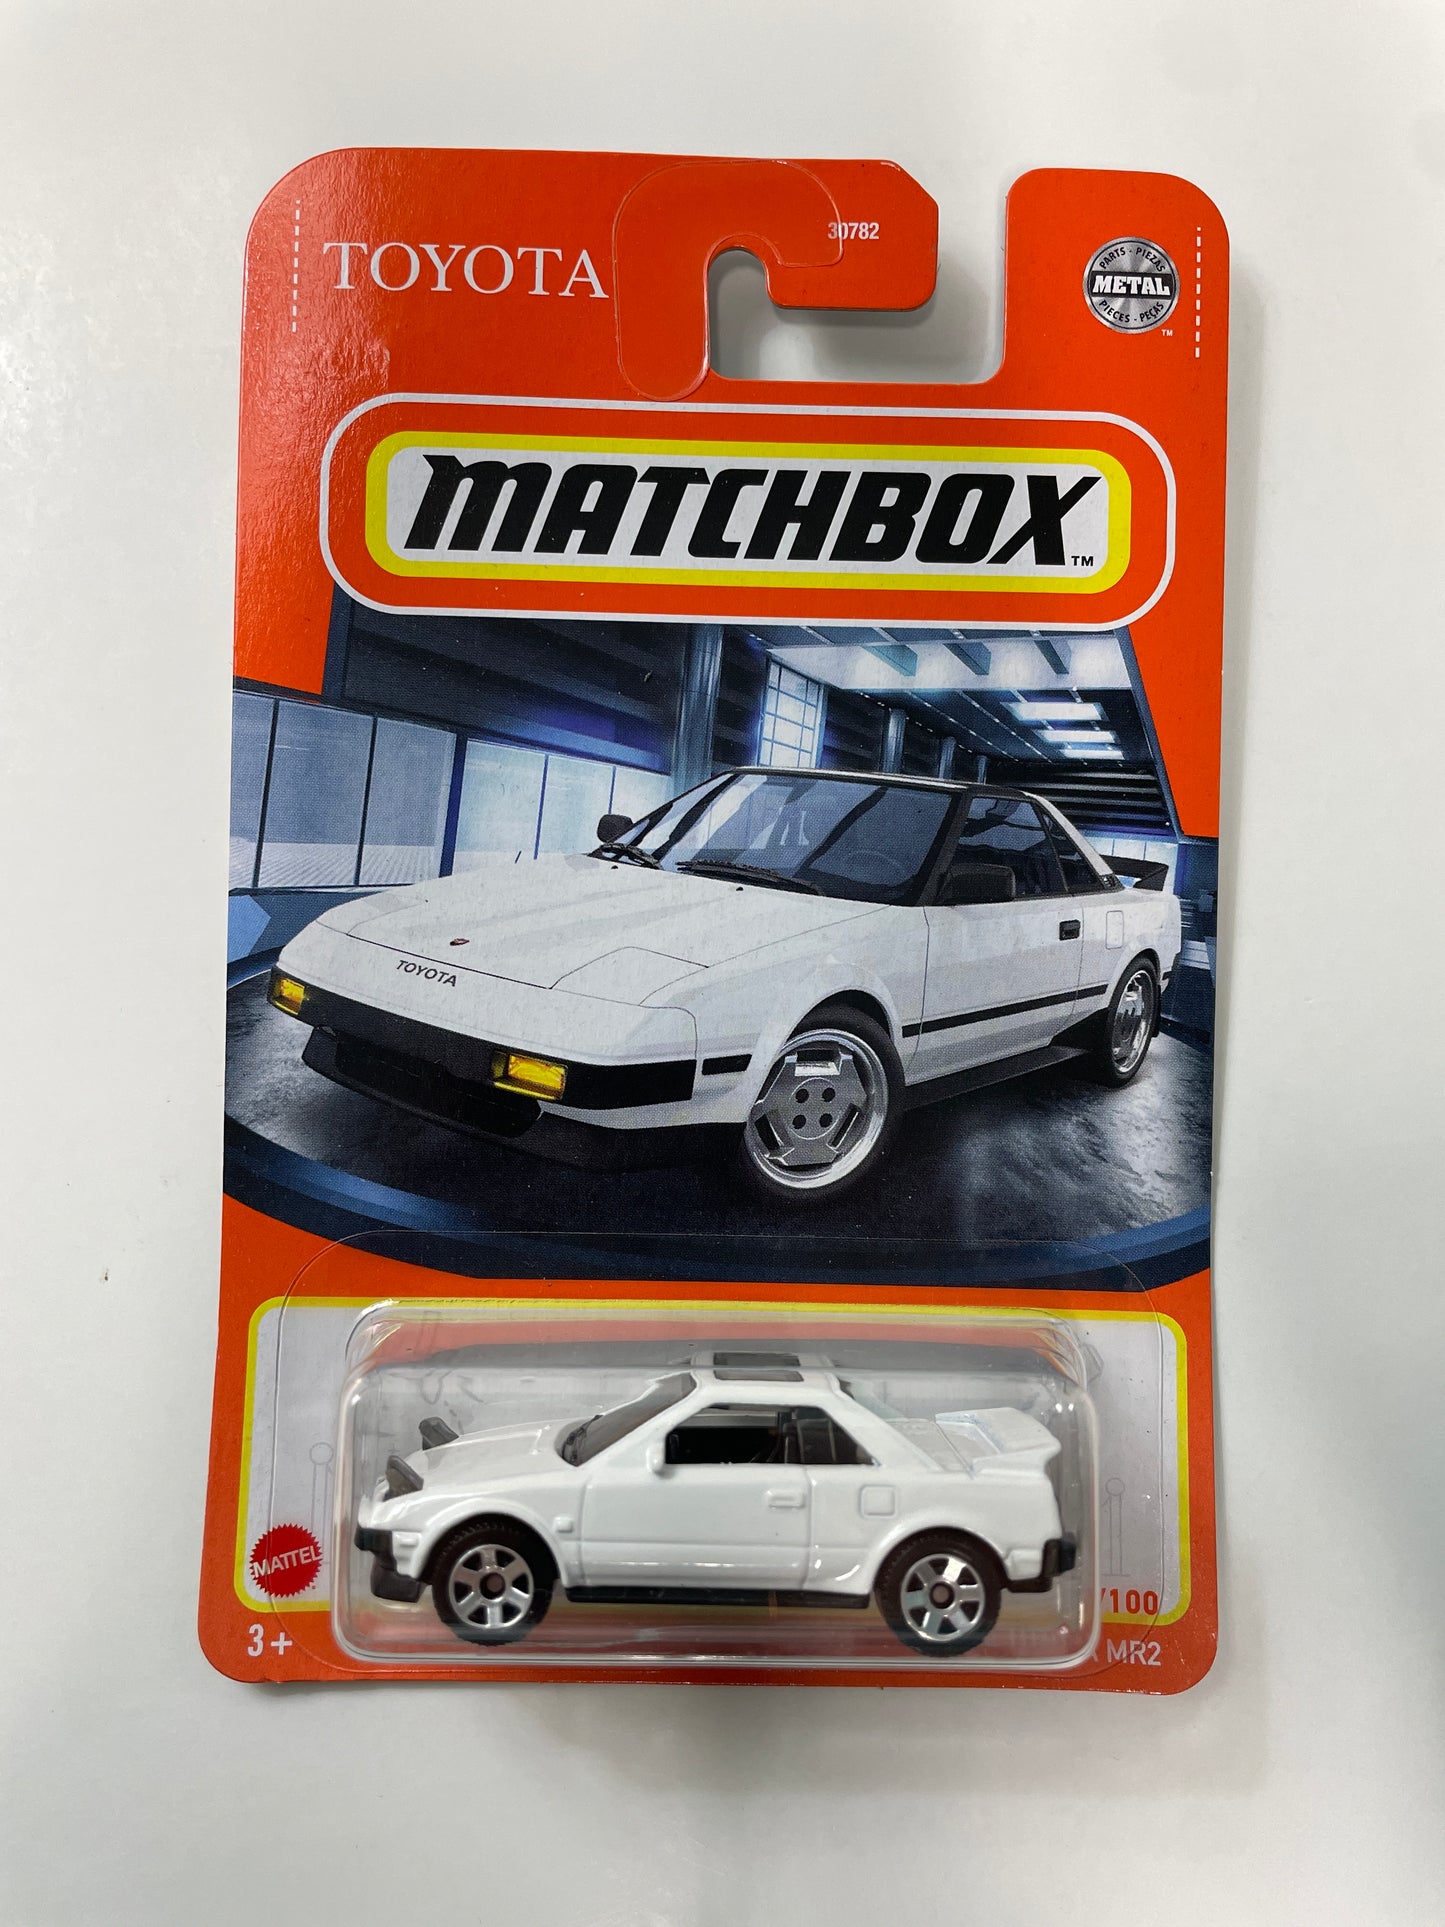 TOYOTA
30782
PARTS - PIEZAS
METAL
PIECES - PEÇAS
TM
MATCHBOX
TM
TOYOTA
MATTEL
/100
3+
MR2